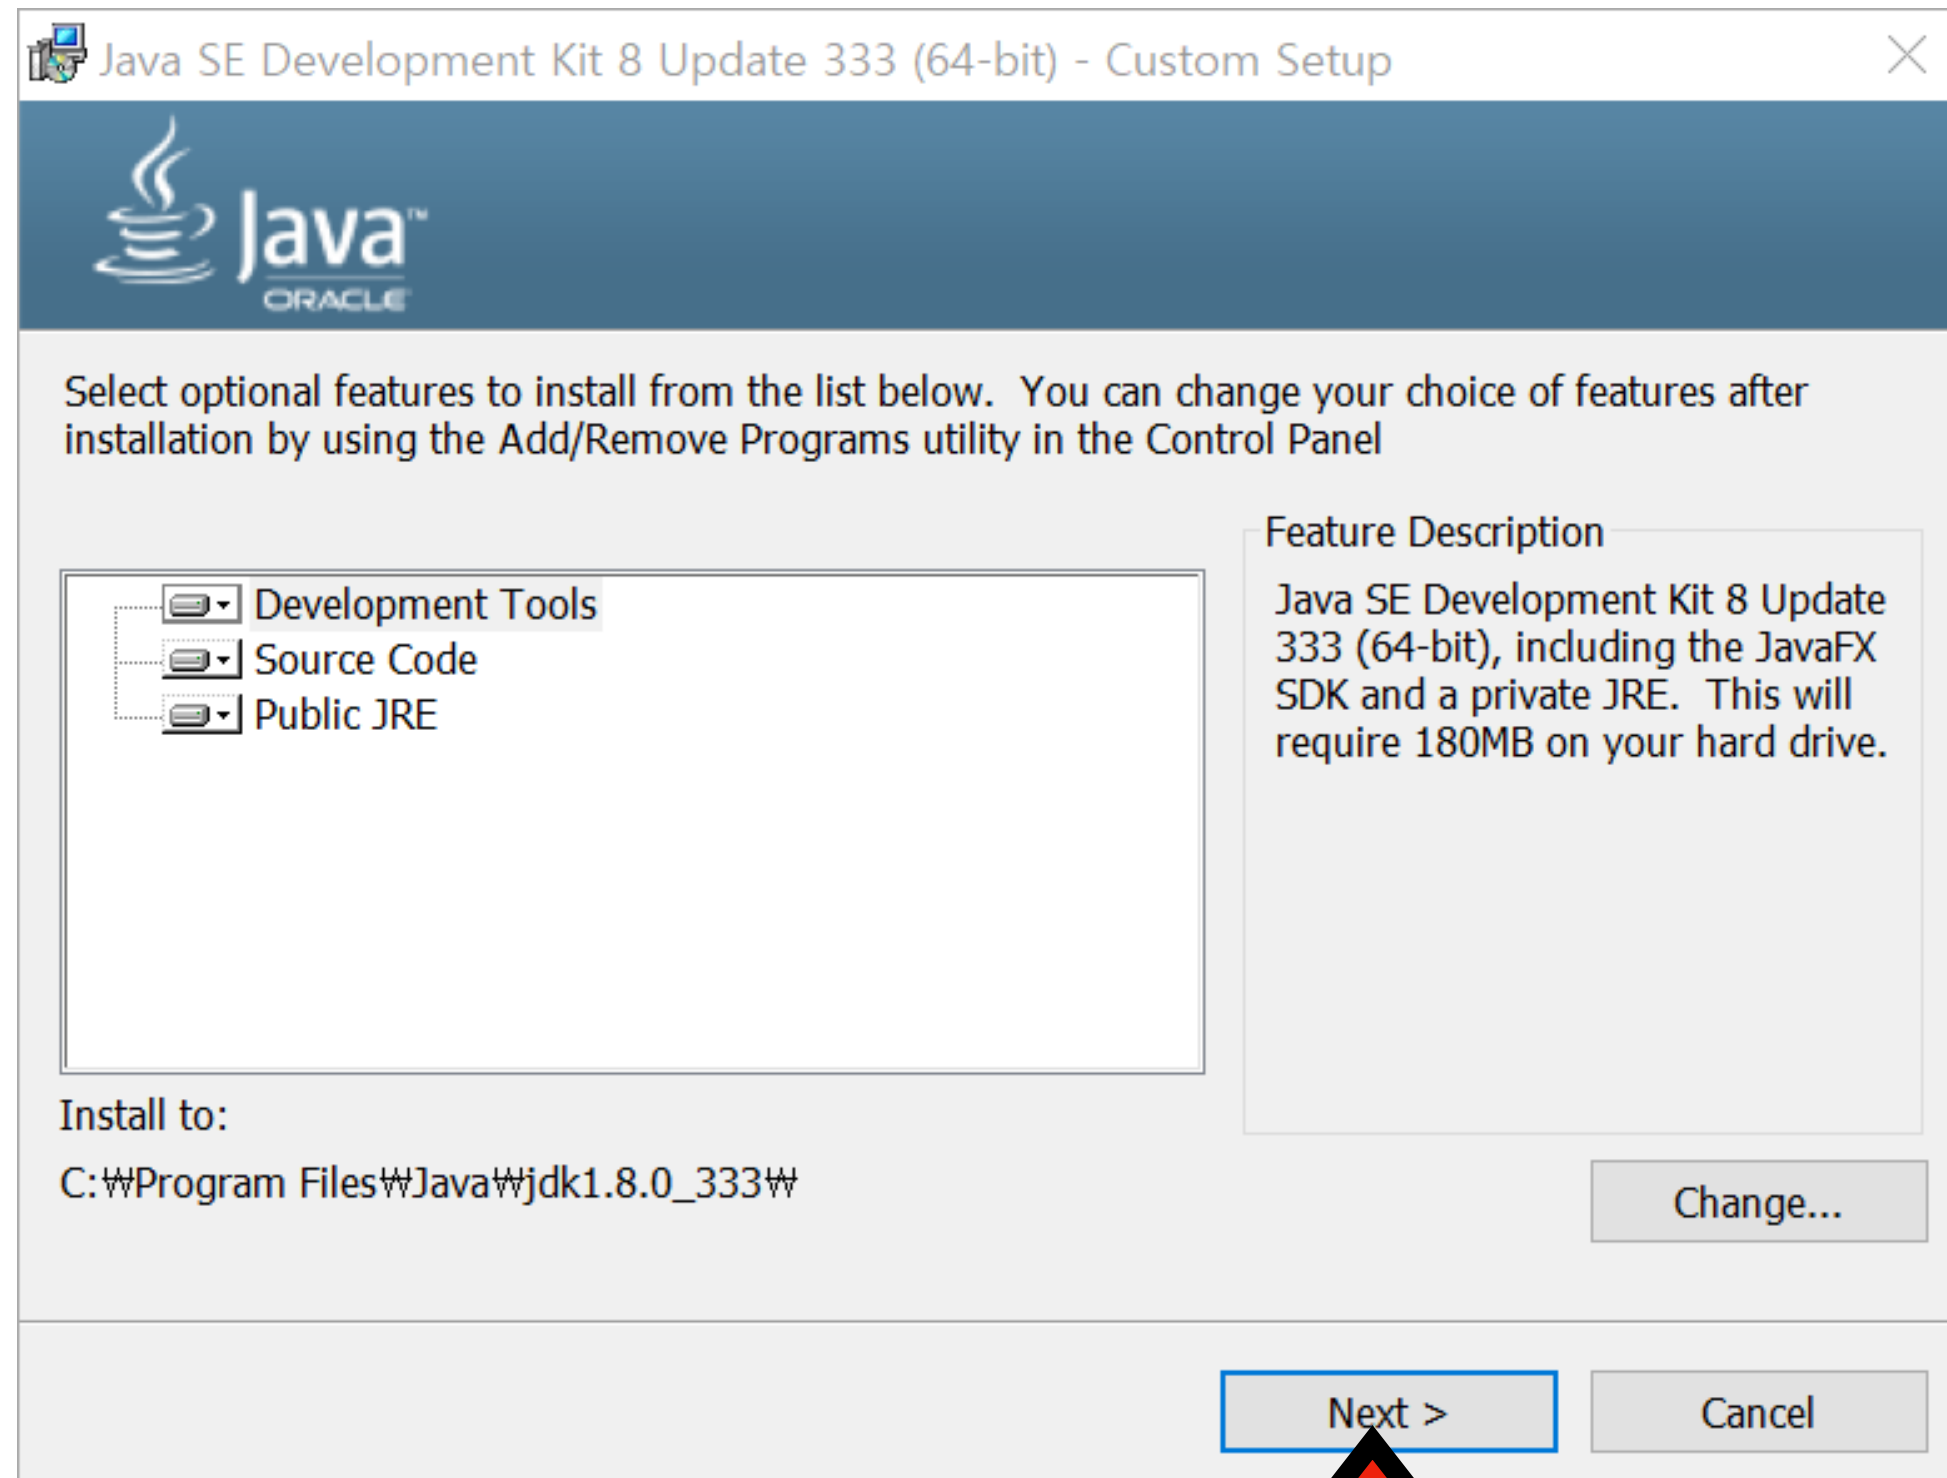 Java SE Development Kit 8 Update 333 (64-bit) - Custom Setup
Java™
ORACLE
Select optional features to install from the list below.  You can change your choice of features after
installation by using the Add/Remove Programs utility in the Control Panel
Development Tools
Source Code
Public JRE
Feature Description
Java SE Development Kit 8 Update
333 (64-bit), including the JavaFX
SDK and a private JRE.  This will
require 180MB on your hard drive.
Install to:
C:₩Program Files₩Java₩jdk1.8.0_333₩
Change...
Next >
Cancel